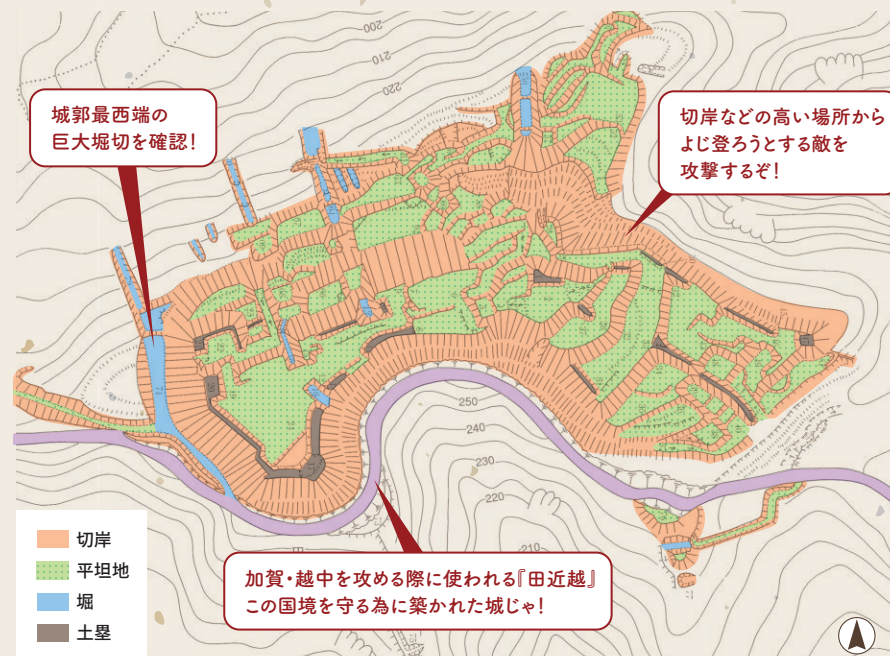 200
210
220
城郭最西端の
巨大堀切を確認！
切岸などの高い場所から
よじ登ろうとする敵を
攻撃するぞ！
250
240
230
220
210
加賀・越中を攻める際に使われる『田近越』
この国境を守る為に築かれた城じゃ！
切岸
平坦地
堀
土塁